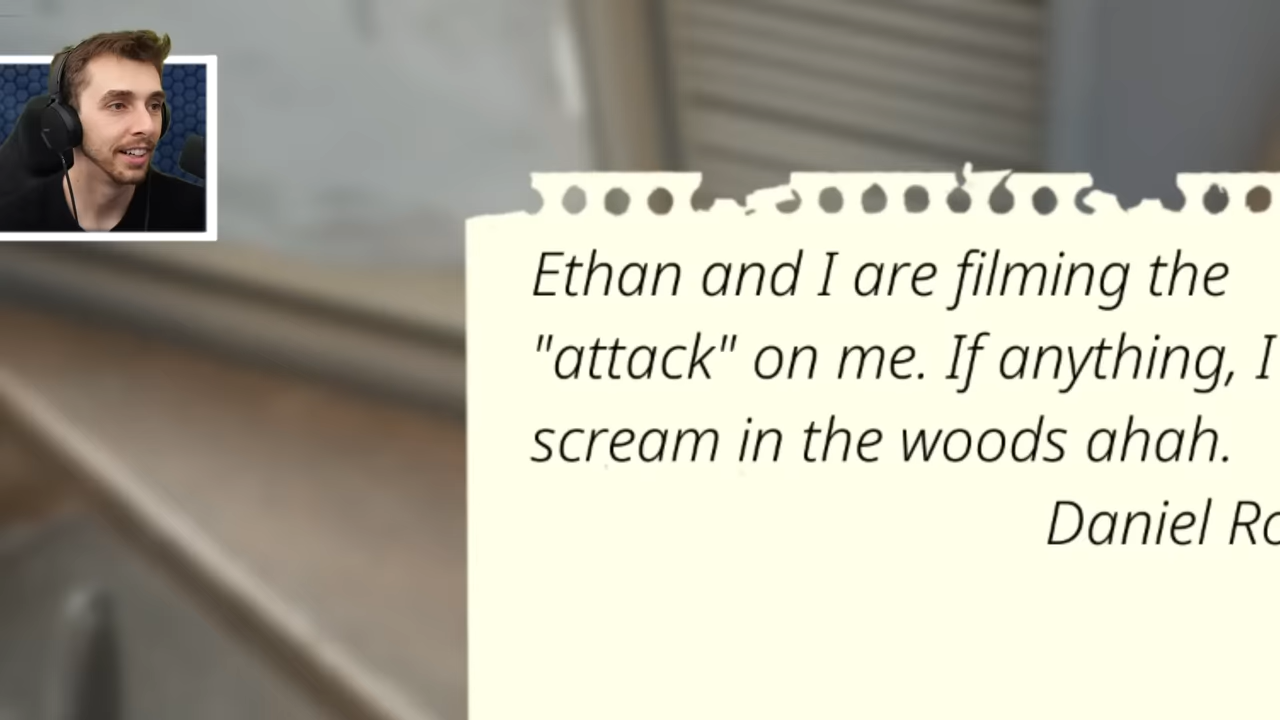 Ethan and I are filming the
"attack" on me. If anything, I
scream in the woods ahah.
Daniel